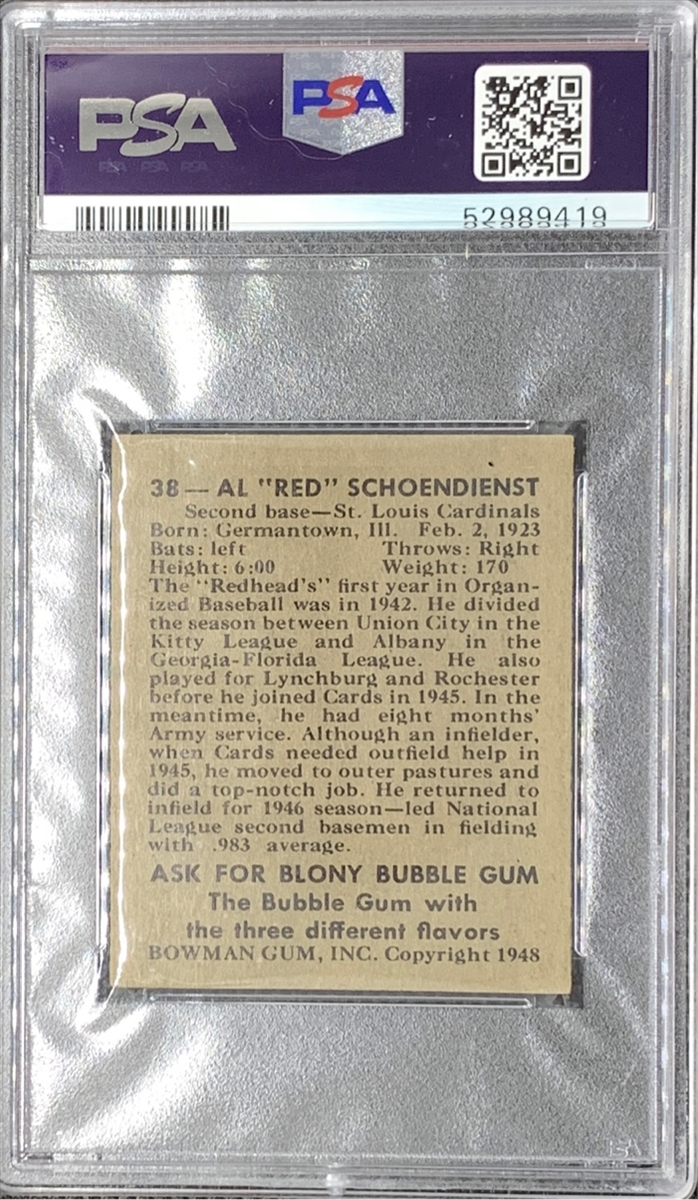 PSA
PSA
PSA PSA PSA
52989419
38 — AL "RED" SCHOENDIENST
Second base—St. Louis Cardinals
Born: Germantown, Ill. Feb. 2, 1923
Bats: left Throws: Right
Height: 6:00 Weight: 170
The "Redhead's" first year in Organ-
ized Baseball was in 1942. He divided
the season between Union City in the
Kitty League and Albany in the
Georgia-Florida League. He also
played for Lynchburg and Rochester
before he joined Cards in 1945. In the
meantime, he had eight months'
Army service. Although an infielder,
when Cards needed outfield help in
1945, he moved to outer pastures and
did a top-notch job. He returned to
infield for 1946 season—led National
League second basemen in fielding
with .983 average.
ASK FOR BLONY BUBBLE GUM
The Bubble Gum with
the three different flavors
BOWMAN GUM, INC. Copyright 1948
PSA